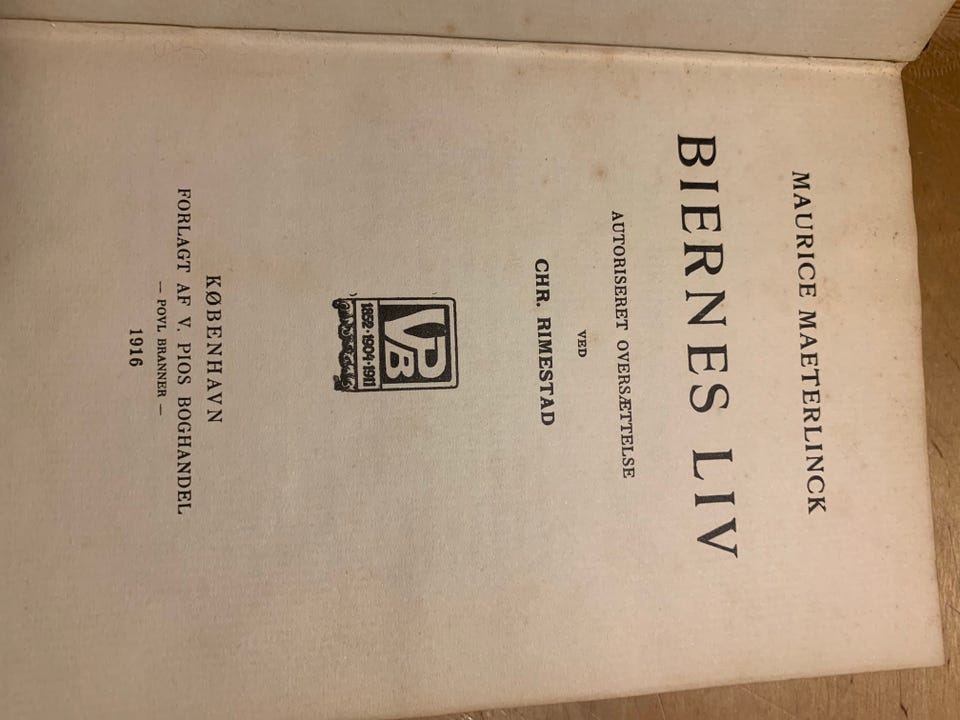 MAURICE MAETERLINCK
BIERNES LIV
AUTORISERET OVERSÆTTELSE
VED
CHR. RIMESTAD
VPB
1852·1904·1911
KØBENHAVN
FORLAGT AF V. PIOS BOGHANDEL
— POVL BRANNER —
1916